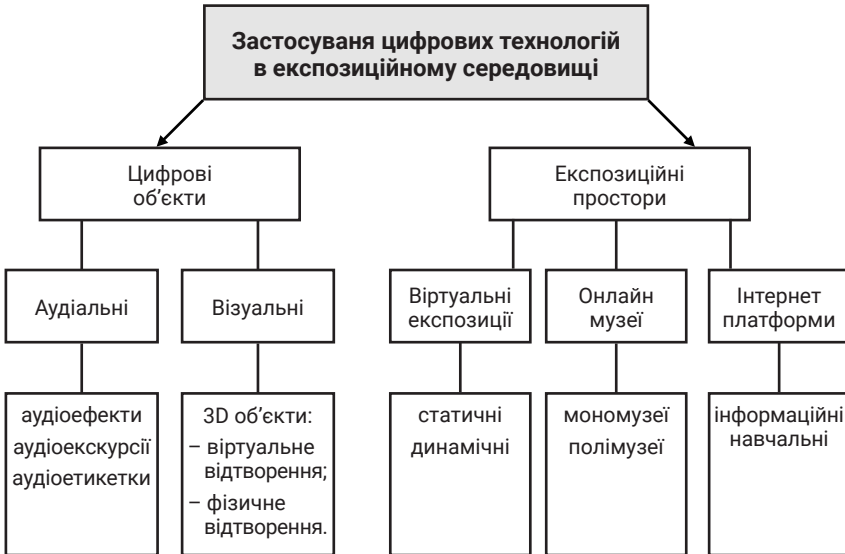 Застосуваня цифрових технологій
в експозиційному середовищі
Цифрові
об’єкти
Експозиційні
простори
Аудіальні
Візуальні
Віртуальні
експозиції
Онлайн
музеї
Інтернет
платформи
аудіоефекти
аудіоекскурсії
аудіоетикетки
3D об’єкти:
– віртуальне
відтворення;
– фізичне
відтворення.
статичні
динамічні
мономузеї
полімузеї
інформаційні
навчальні